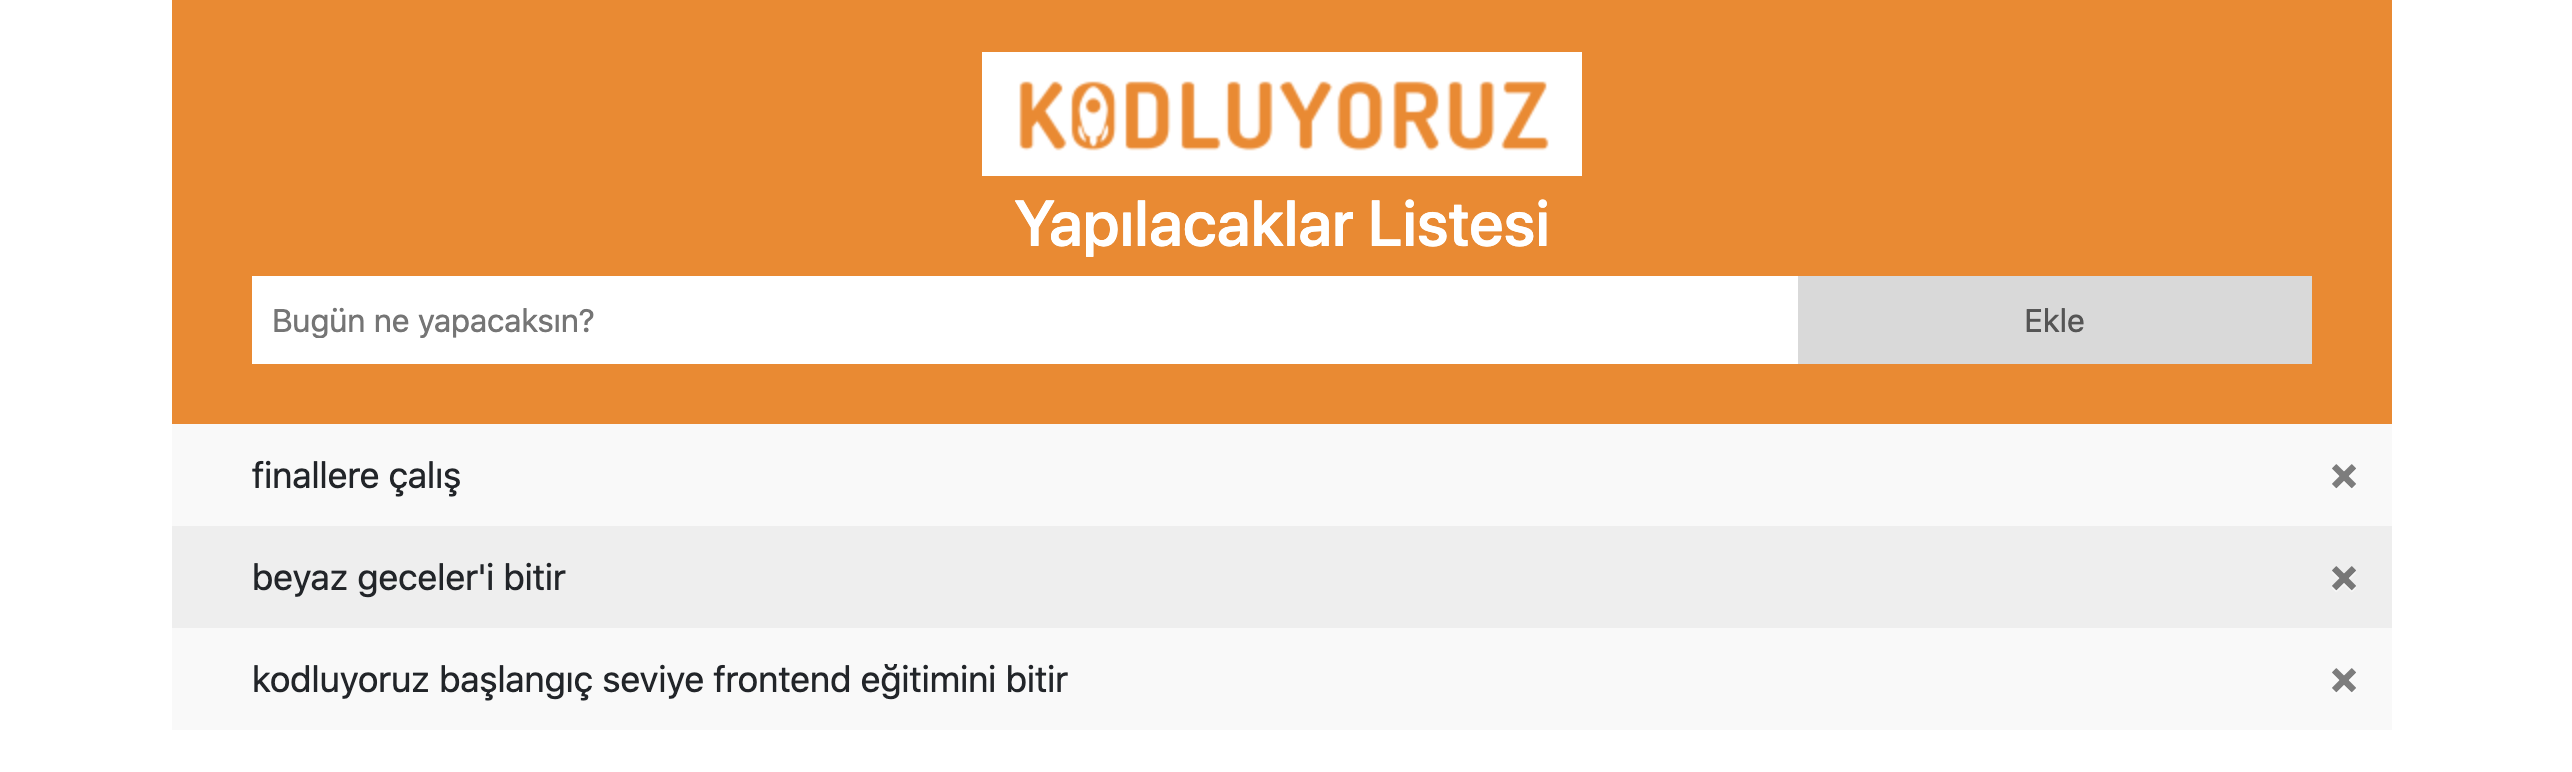 KODLUYORUZ
Yapılacaklar Listesi
Bugün ne yapacaksın?
Ekle
finallere çalış
beyaz geceler'i bitir
kodluyoruz başlangıç seviye frontend eğitimini bitir